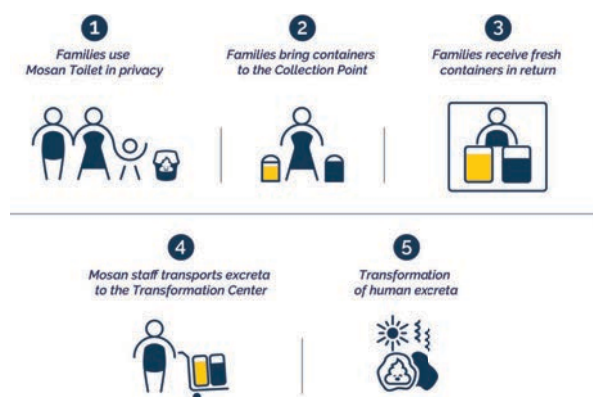 1
Families use
Mosan Toilet in privacy
2
Families bring containers
to the Collection Point
3
Families receive fresh
containers in return
4
Mosan staff transports excreta
to the Transformation Center
5
Transformation
of human excreta